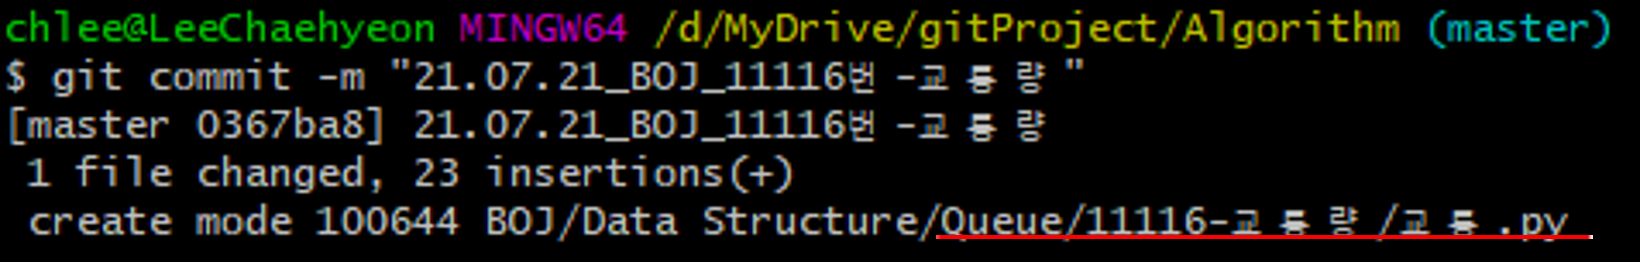 chlee@LeeChaehyeon MINGW64 /d/MyDrive/gitProject/Algorithm (master)
$ git commit -m "21.07.21_BOJ_11116번 -교 통 량 "
[master 0367ba8] 21.07.21_BOJ_11116번 -교 통 량
1 file changed, 23 insertions(+)
create mode 100644 BOJ/Data Structure/Queue/11116-교 통 량 /교 통 .py